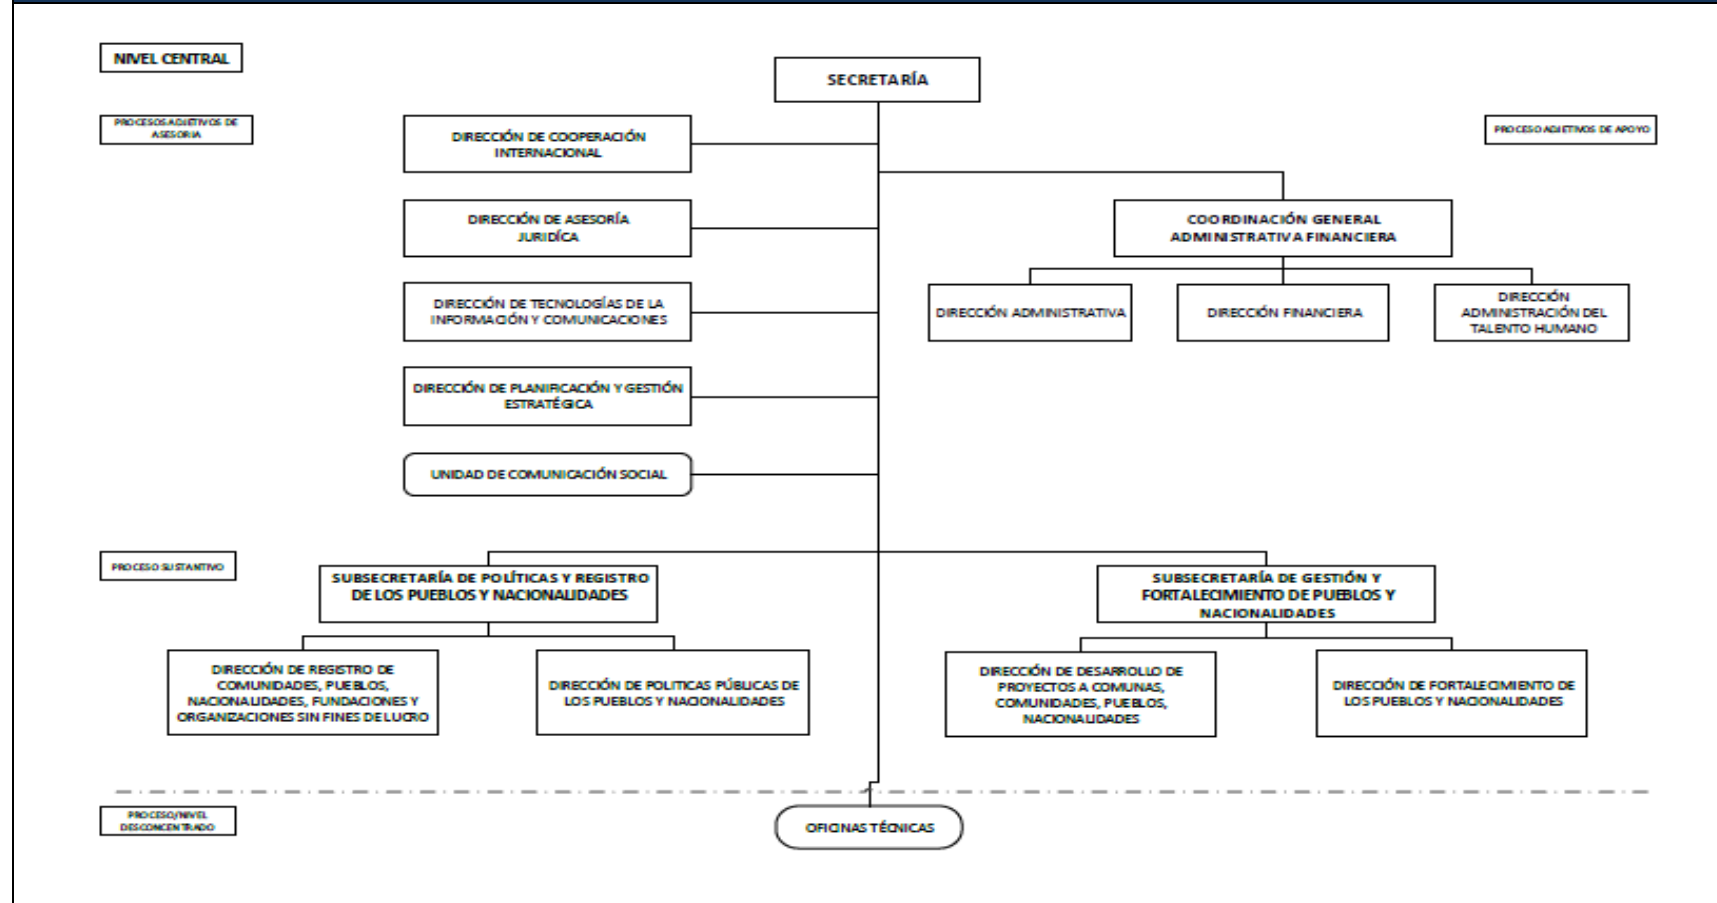 NIVEL CENTRAL
SECRETARÍA
PROCESOS ADJETIVOS DE
ASESORIA
DIRECCIÓN DE COOPERACIÓN
INTERNACIONAL
PROCESO ADJETIVOS DE APOYO
DIRECCIÓN DE ASESORÍA
JURIDÍCA
COORDINACIÓN GENERAL
ADMINISTRATIVA FINANCIERA
DIRECCIÓN DE TECNOLOGÍAS DE LA
INFORMACIÓN Y COMUNICACIONES
DIRECCIÓN ADMINISTRATIVA
DIRECCIÓN FINANCIERA
DIRECCIÓN
ADMINISTRACIÓN DEL
TALENTO HUMANO
DIRECCIÓN DE PLANIFICACIÓN Y GESTIÓN
ESTRATÉGICA
UNIDAD DE COMUNICACIÓN SOCIAL
PROCESO SUSTANTIVO
SUBSECRETARÍA DE POLÍTICAS Y REGISTRO
DE LOS PUEBLOS Y NACIONALIDADES
SUBSECRETARÍA DE GESTIÓN Y
FORTALECIMIENTO DE PUEBLOS Y
NACIONALIDADES
DIRECCIÓN DE REGISTRO DE
COMUNIDADES, PUEBLOS,
NACIONALIDADES, FUNDACIONES Y
ORGANIZACIONES SIN FINES DE LUCRO
DIRECCIÓN DE POLITICAS PÚBLICAS DE
LOS PUEBLOS Y NACIONALIDADES
DIRECCIÓN DE DESARROLLO DE
PROYECTOS A COMUNAS,
COMUNIDADES, PUEBLOS,
NACIONALIDADES
DIRECCIÓN DE FORTALECIMIENTO DE
LOS PUEBLOS Y NACIONALIDADES
PROCESO/NIVEL
DESCONCENTRADO
OFICINAS TÉCNICAS